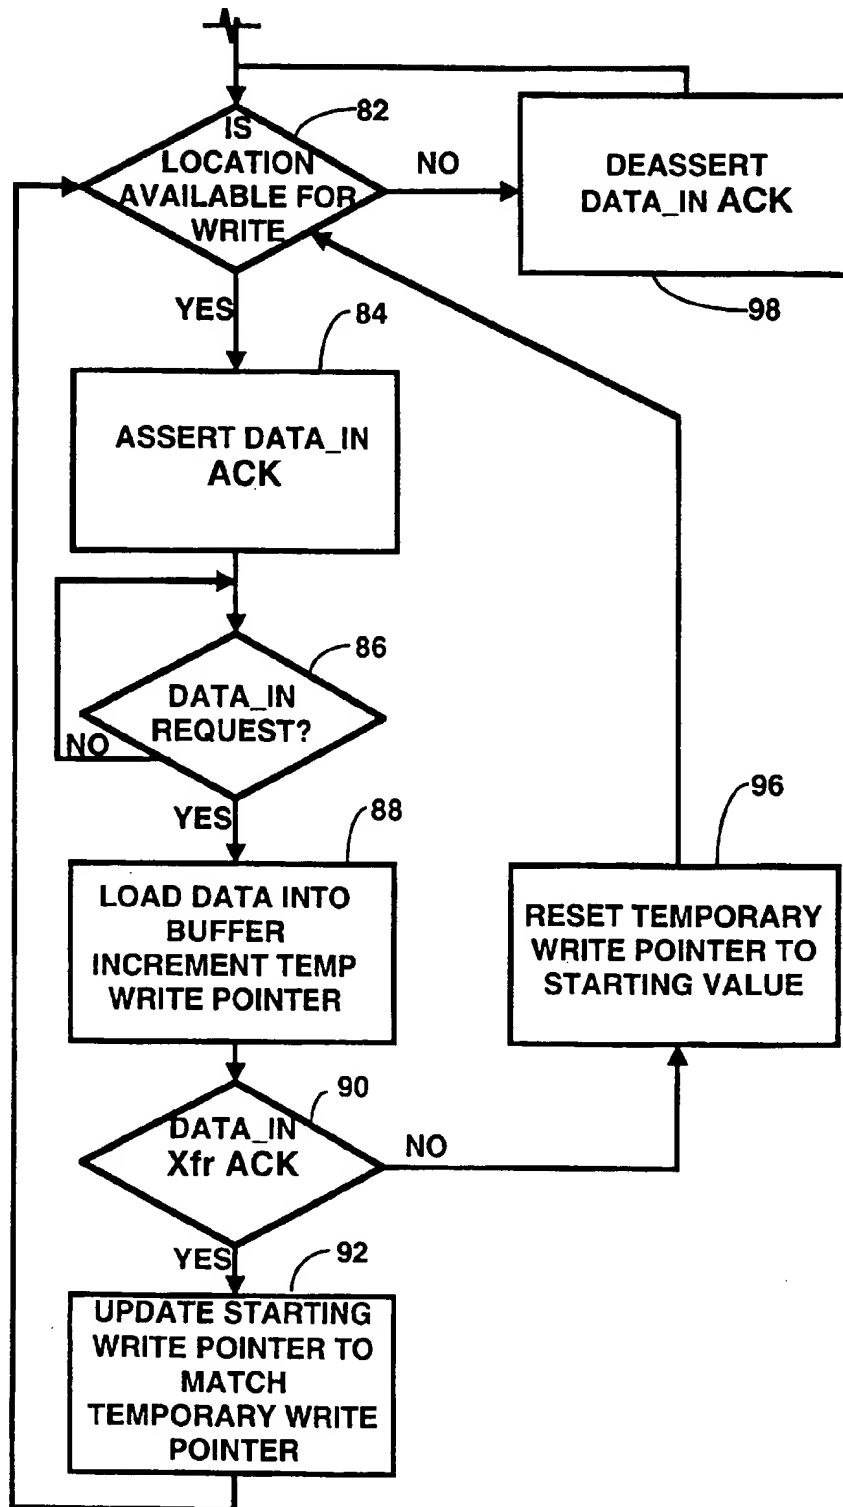 82
IS
LOCATION
AVAILABLE FOR
WRITE
NO
DEASSERT
DATA_IN ACK
98
YES
84
ASSERT DATA_IN
ACK
86
DATA_IN
REQUEST?
NO
YES
88
LOAD DATA INTO
BUFFER
INCREMENT TEMP
WRITE POINTER
96
RESET TEMPORARY
WRITE POINTER TO
STARTING VALUE
90
DATA_IN
Xfr ACK
NO
YES
92
UPDATE STARTING
WRITE POINTER TO
MATCH
TEMPORARY WRITE
POINTER